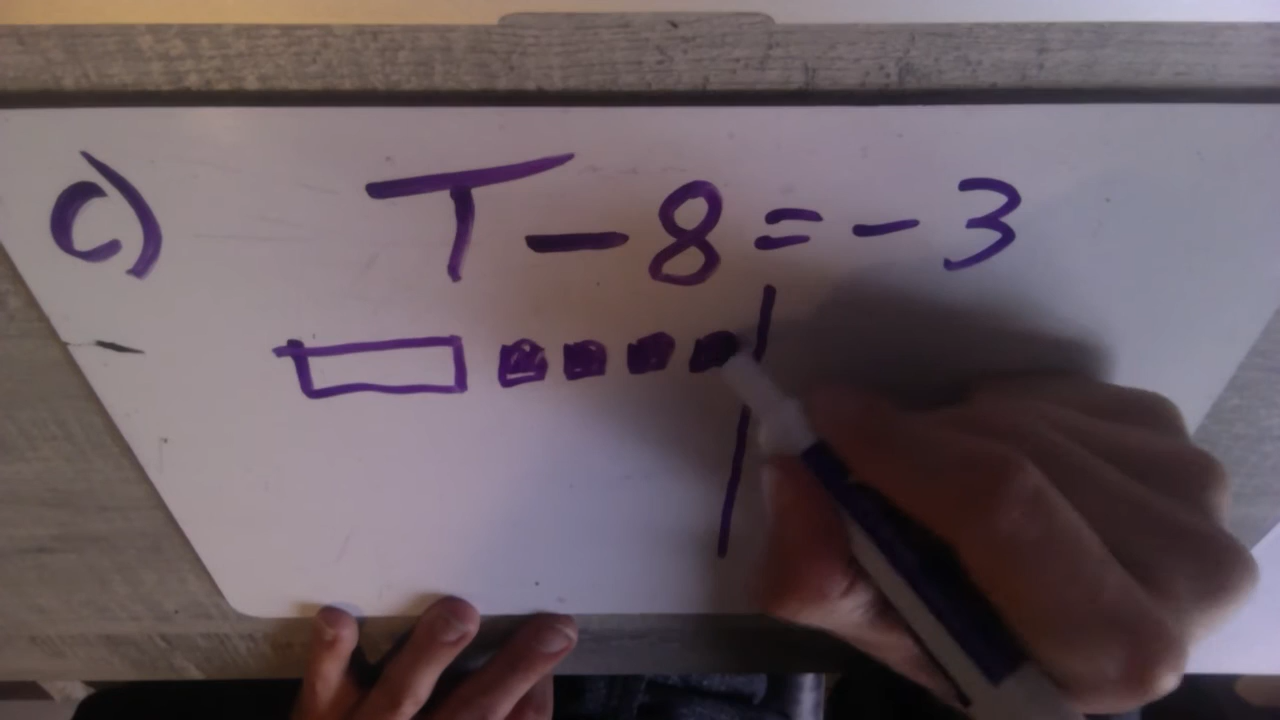 c) T - 8 = - 3